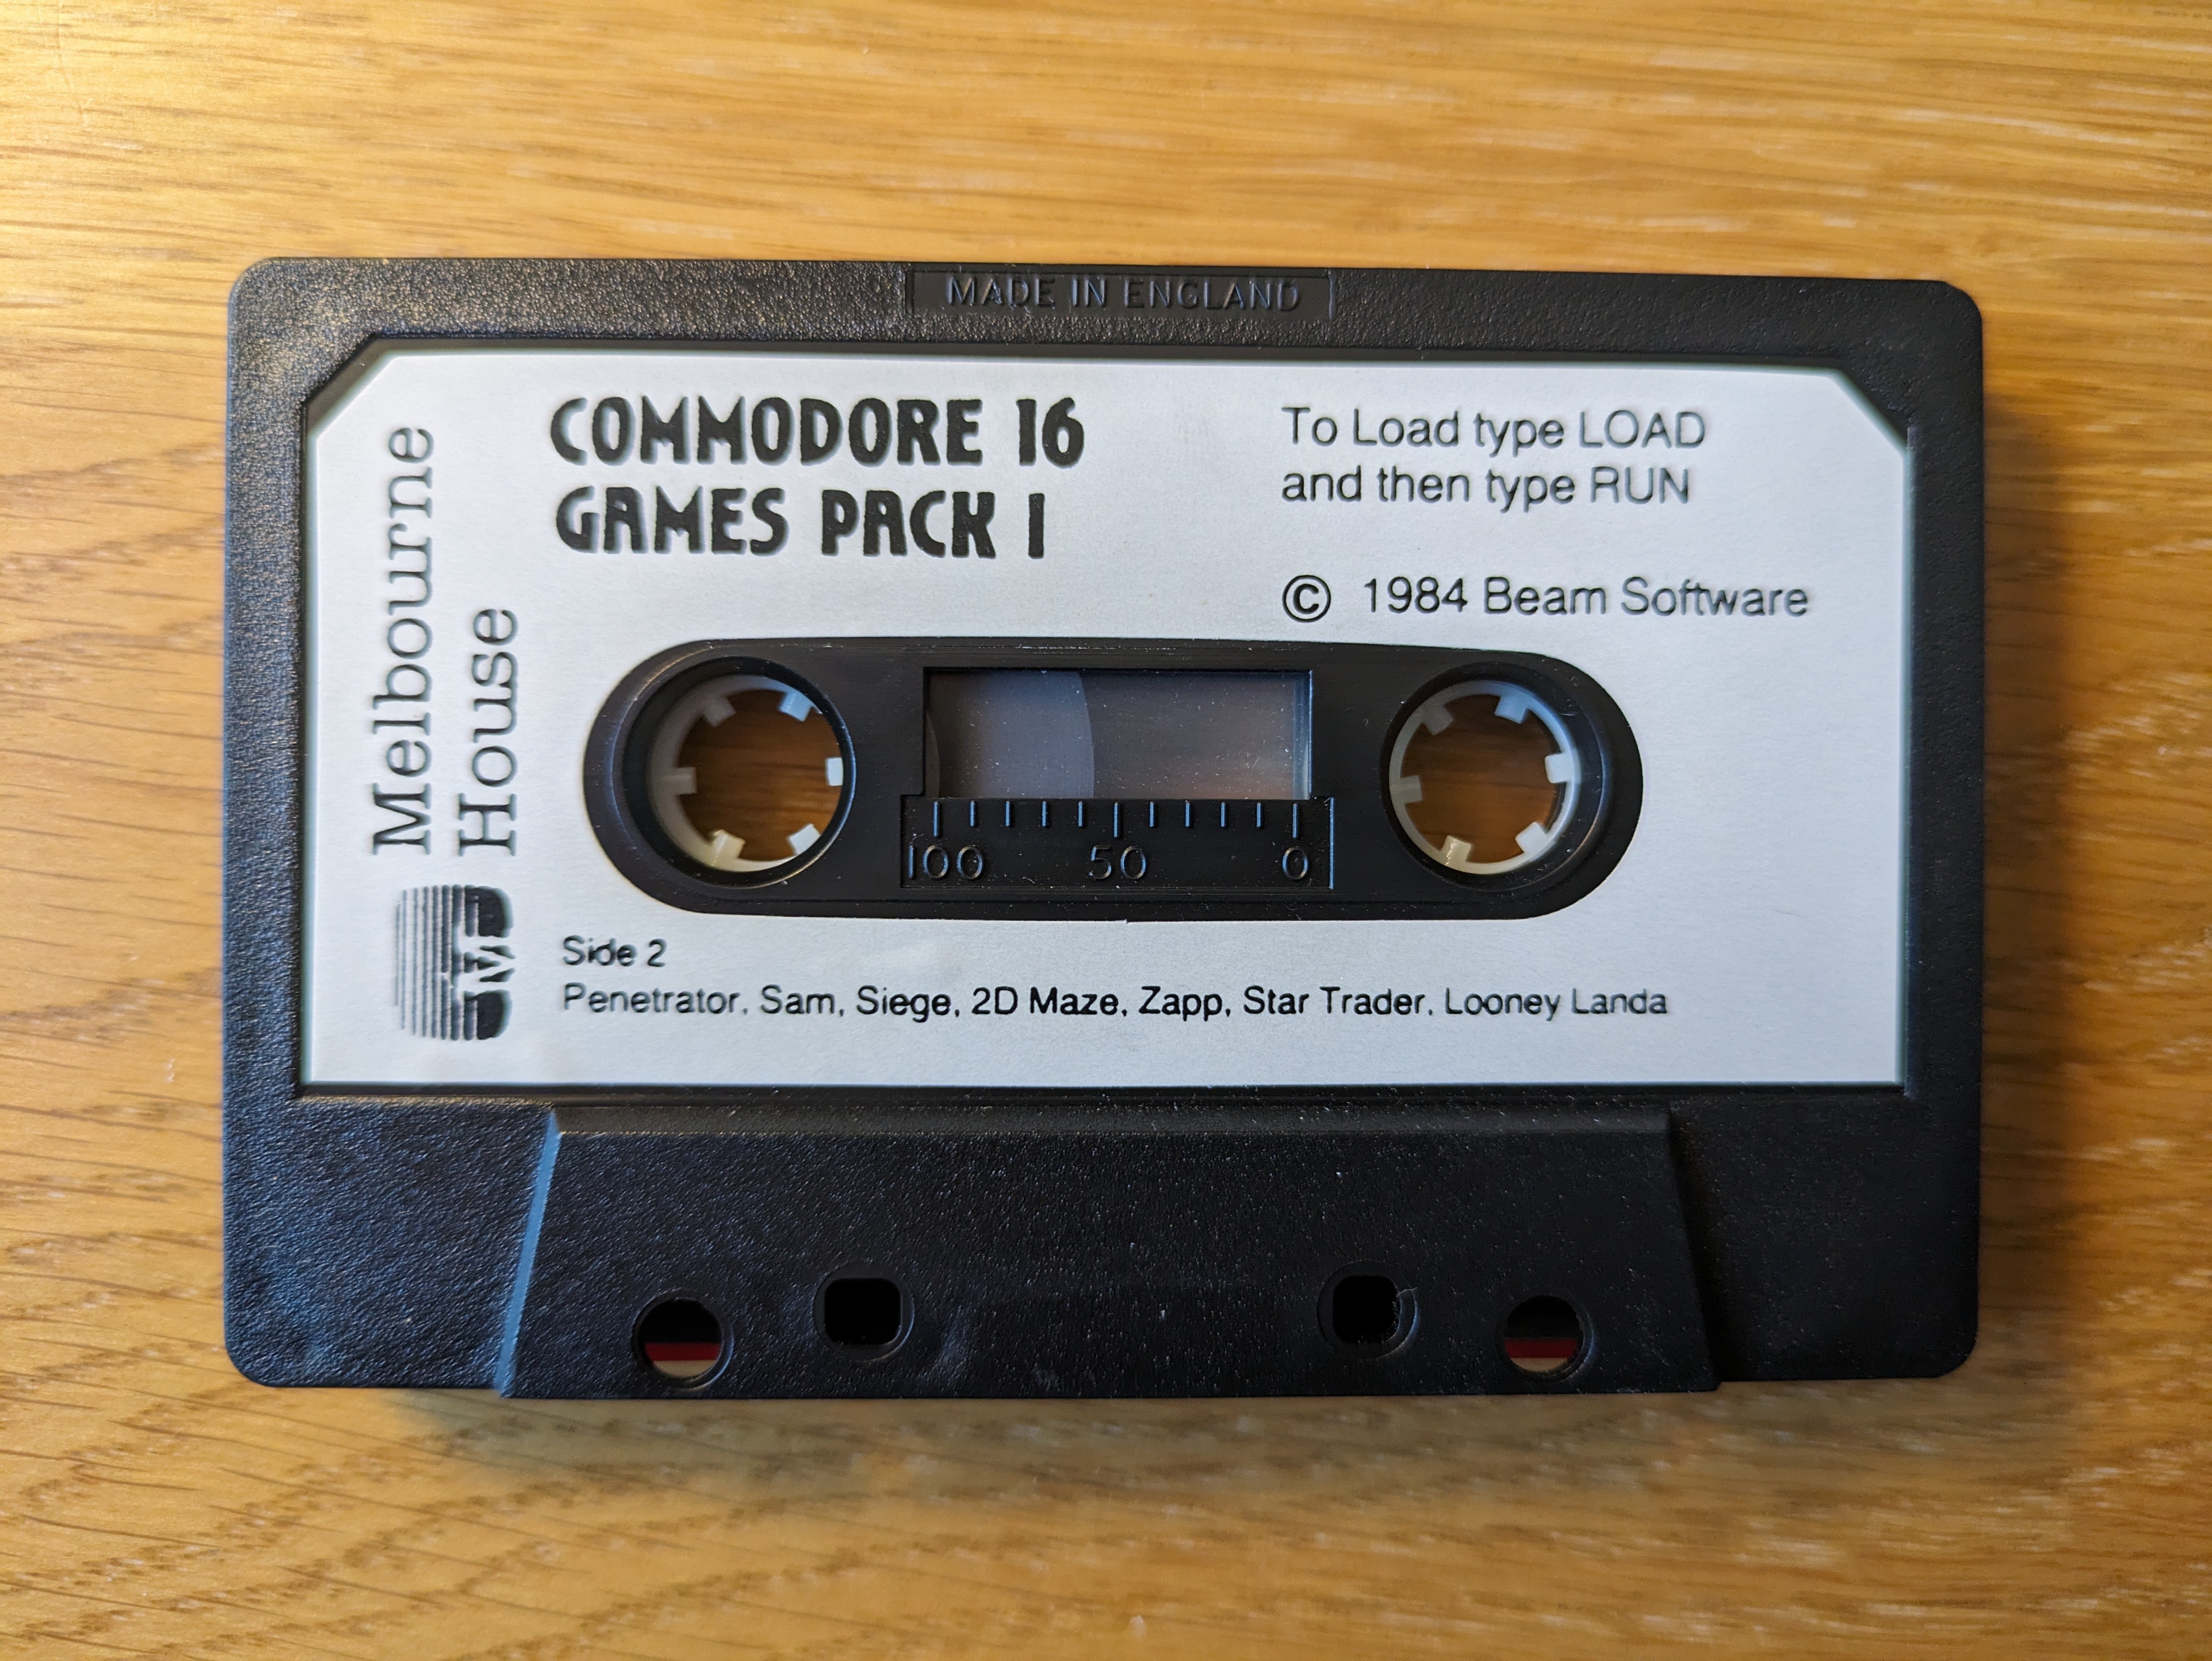 MADE IN ENGLAND
Melbourne
House
COMMODORE 16
GAMES PACK 1
To Load type LOAD
and then type RUN
© 1984 Beam Software
100 50 0
Side 2
Penetrator, Sam, Siege, 2D Maze, Zapp, Star Trader, Looney Landa